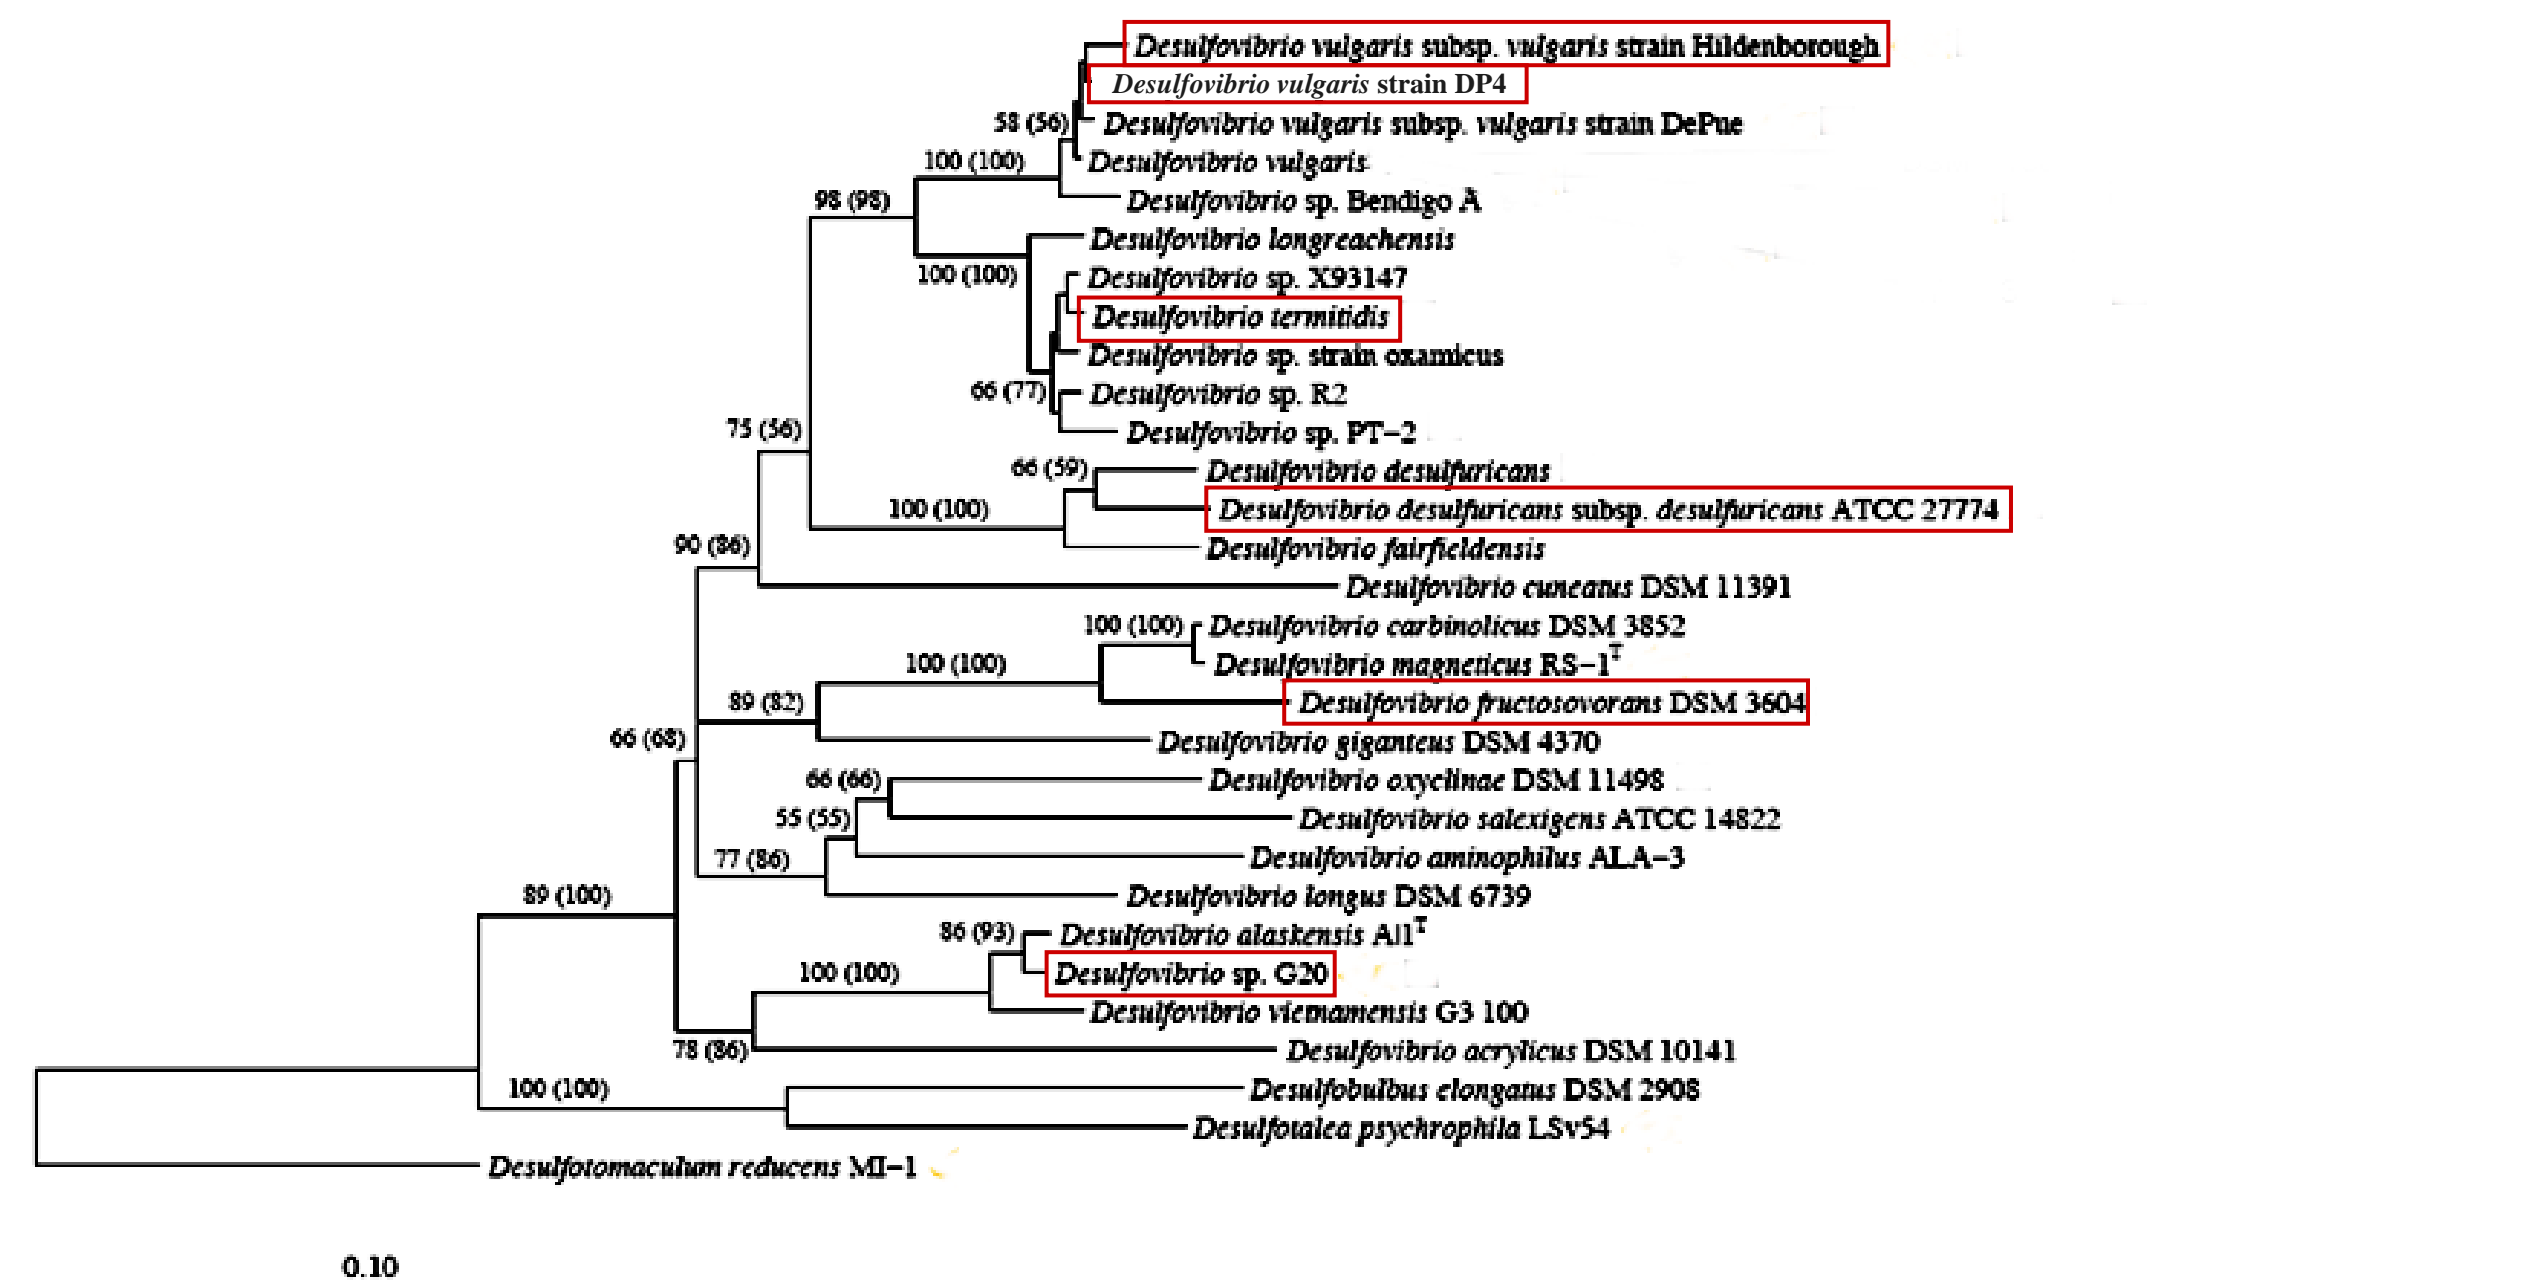 Desulfovibrio vulgaris subsp. vulgaris strain Hildenborough
Desulfovibrio vulgaris strain DP4
58 (56)
Desulfovibrio vulgaris subsp. vulgaris strain DePue
100 (100)
Desulfovibrio vulgaris
98 (98)
Desulfovibrio sp. Bendigo A
Desulfovibrio longreachensis
100 (100)
Desulfovibrio sp. X93147
Desulfovibrio termitidis
Desulfovibrio sp. strain oxamicus
66 (77)
Desulfovibrio sp. R2
75 (56)
Desulfovibrio sp. PT-2
66 (59)
Desulfovibrio desulfuricans
100 (100)
Desulfovibrio desulfuricans subsp. desulfuricans ATCC 27774
90 (86)
Desulfovibrio fairfieldensis
Desulfovibrio cuneatus DSM 11391
100 (100)
Desulfovibrio carbinolicus DSM 3852
100 (100)
Desulfovibrio magneticus RS-1T
89 (82)
Desulfovibrio fructosovorans DSM 3604
66 (68)
Desulfovibrio giganteus DSM 4370
66 (66)
Desulfovibrio oxyclinae DSM 11498
55 (55)
Desulfovibrio salexigens ATCC 14822
77 (86)
Desulfovibrio aminophilus ALA-3
89 (100)
Desulfovibrio longus DSM 6739
86 (93)
Desulfovibrio alaskensis Al1T
100 (100)
Desulfovibrio sp. G20
Desulfovibrio vietnamensis G3 100
78 (86)
Desulfovibrio acrylicus DSM 10141
100 (100)
Desulfobulbus elongatus DSM 2908
Desulfotalea psychrophila LSv54
Desulfotomaculum reducens MI-1
0.10